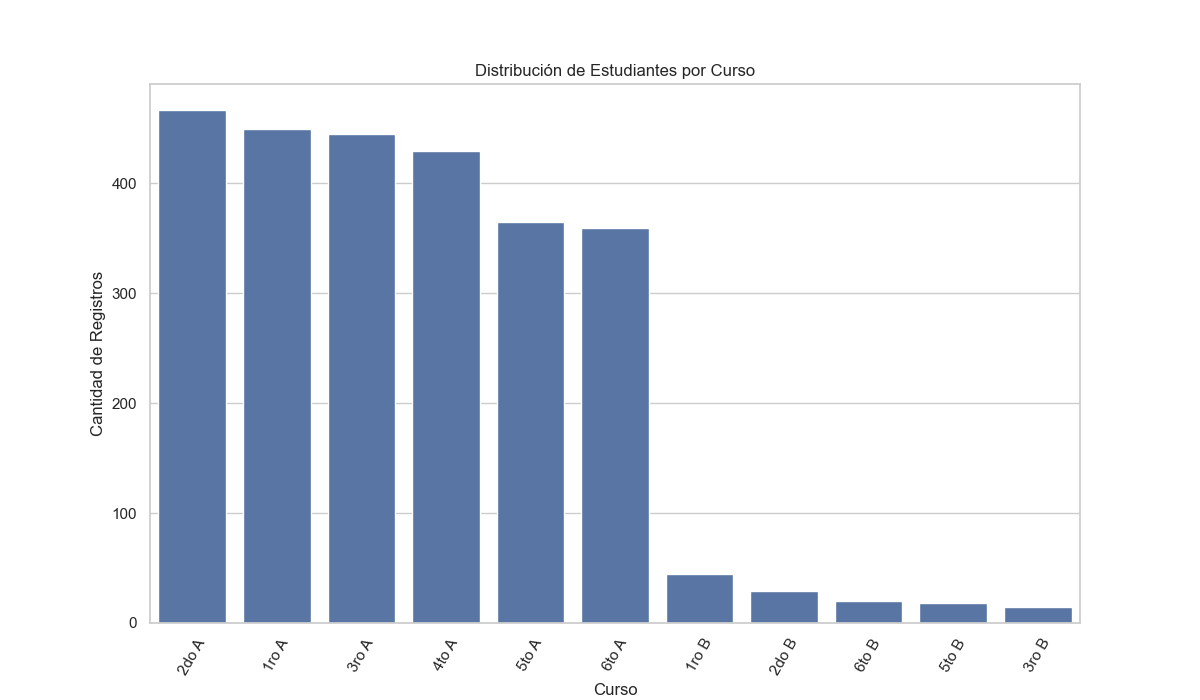 Distribución de Estudiantes por Curso
Cantidad de Registros
400
300
200
100
0
2do A
1ro A
3ro A
4to A
5to A
6to A
1ro B
2do B
6to B
5to B
3ro B
Curso